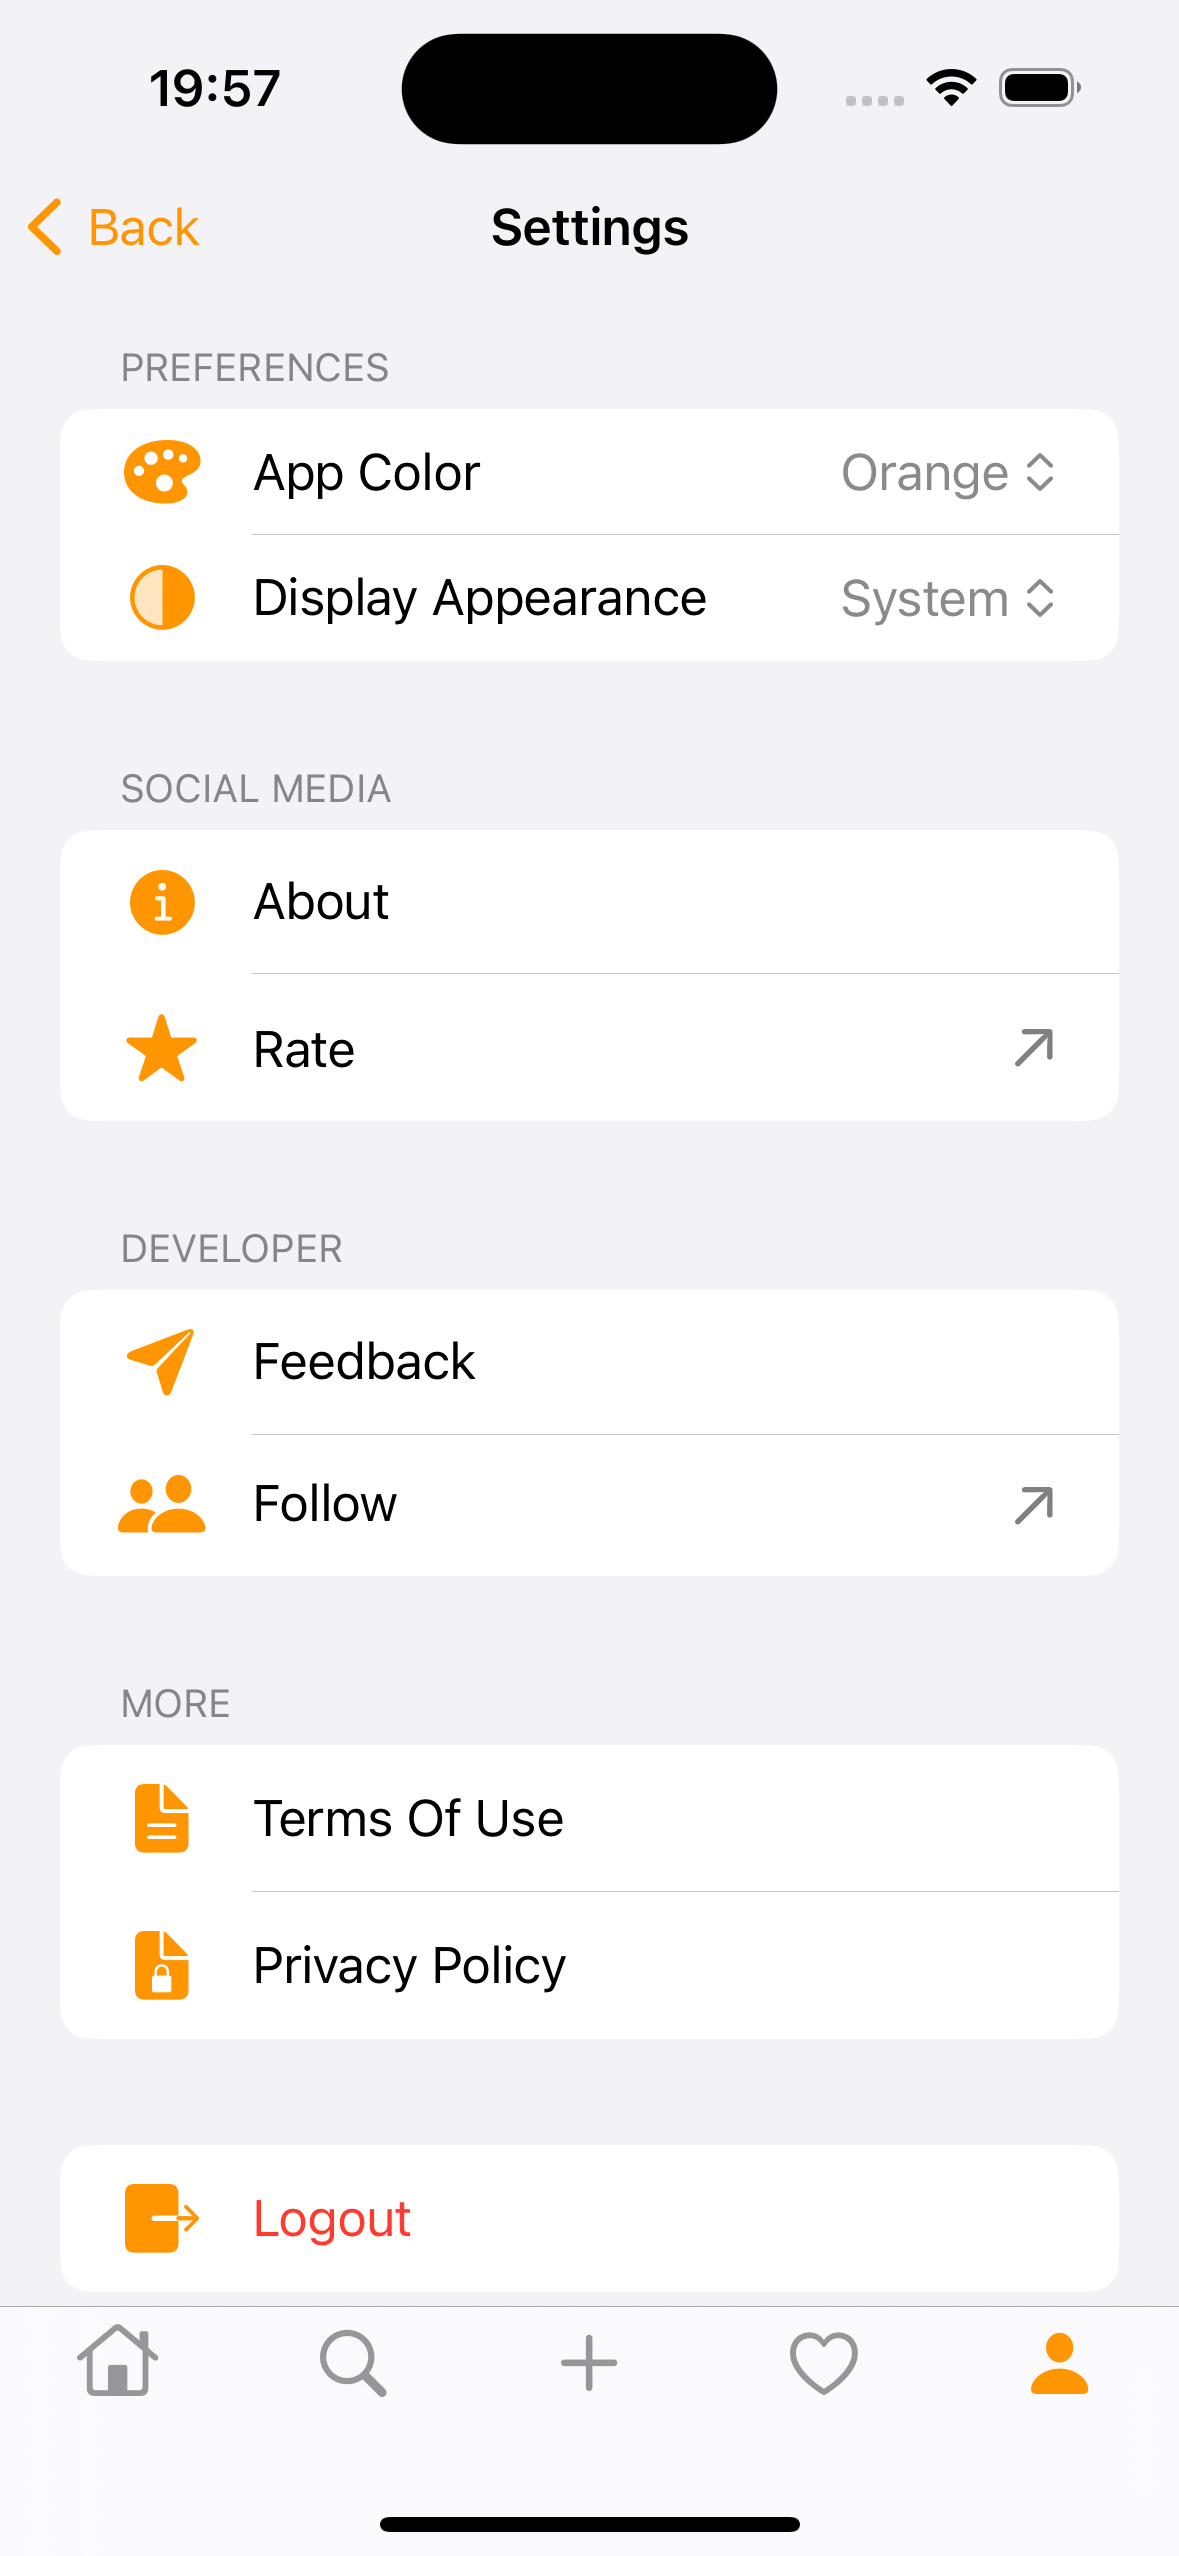 19:57
Back
Settings
PREFERENCES
App Color
Orange
Display Appearance
System
SOCIAL MEDIA
About
Rate
DEVELOPER
Feedback
Follow
MORE
Terms Of Use
Privacy Policy
Logout